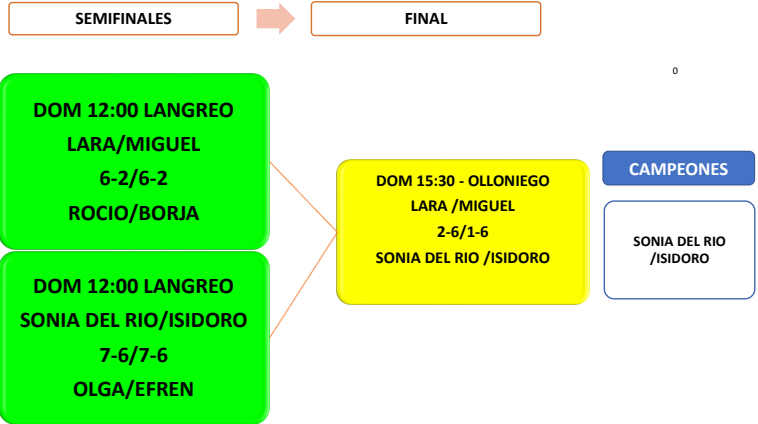 SEMIFINALES
FINAL
0
DOM 12:00 LANGREO
LARA/MIGUEL
6-2/6-2
ROCIO/BORJA
DOM 12:00 LANGREO
SONIA DEL RIO/ISIDORO
7-6/7-6
OLGA/EFREN
DOM 15:30 - OLLONIEGO
LARA /MIGUEL
2-6/1-6
SONIA DEL RIO /ISIDORO
CAMPEONES
SONIA DEL RIO
/ISIDORO